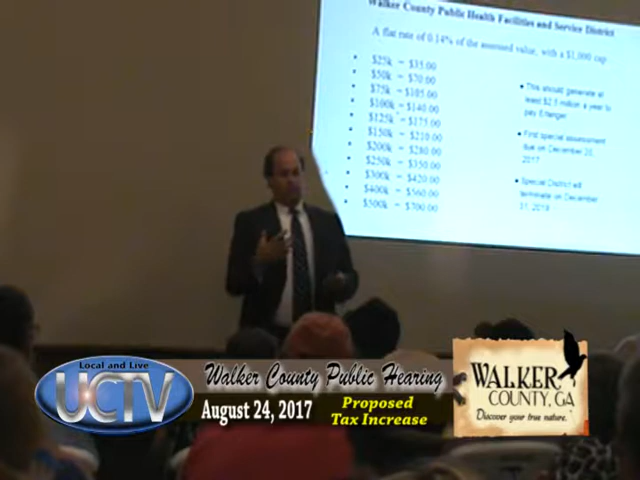 Walker County Public Health Facilities and Service District
A flat rate of 0.14% of the assessed value, with a $1,000 cap
• $25k = $35.00
• $50k = $70.00
• $75k = $105.00
• $100k = $140.00
• $125k = $175.00
• $150k = $210.00
• $200k = $280.00
• $250k = $350.00
• $300k = $420.00
• $400k = $560.00
• $500k = $700.00
• This should generate at
least $2.5 million a year to
pay Erlanger
• First special assessment
due on December 20,
2017
• Special District will
terminate on December
31,
Local and Live
UCTV
Walker County Public Hearing
August 24, 2017
Proposed
Tax Increase
WALKER
COUNTY, GA
Discover your true nature.